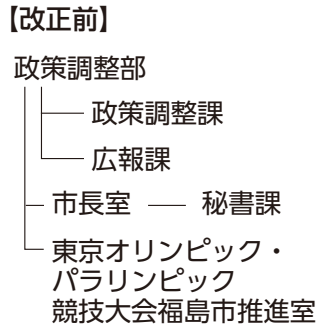 【改正前】
政策調整部
政策調整課
広報課
市長室 秘書課
東京オリンピック・
パラリンピック
競技大会福島市推進室